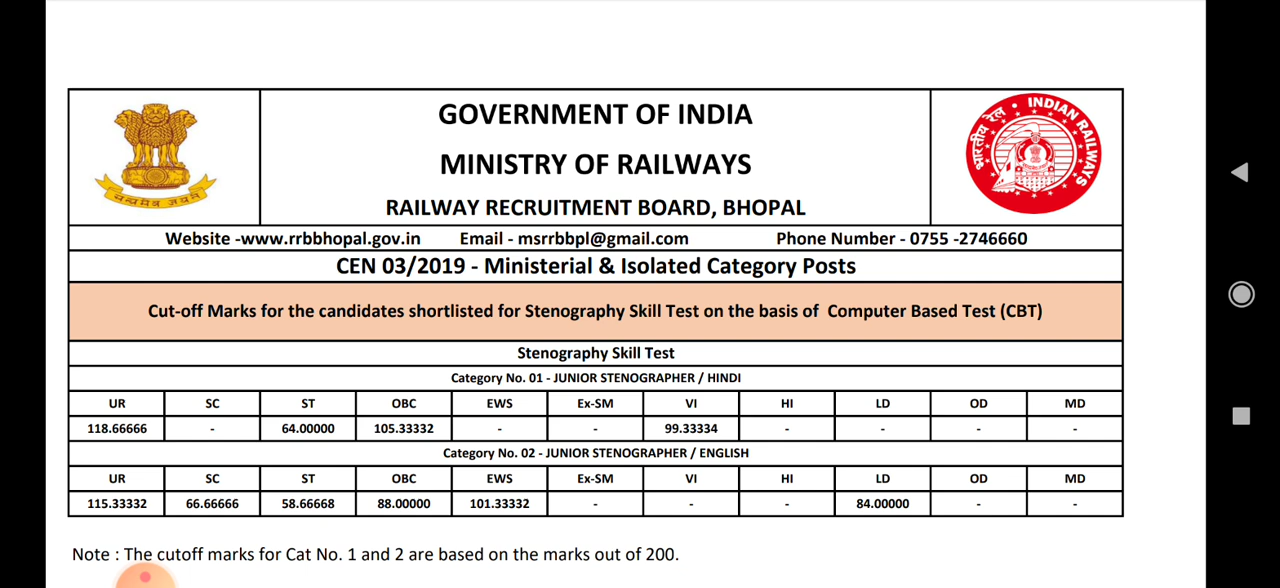 GOVERNMENT OF INDIA
MINISTRY OF RAILWAYS
RAILWAY RECRUITMENT BOARD, BHOPAL
सत्यमेव जयते
भारतीय रेल • INDIAN RAILWAYS
Website -www.rrbbhopal.gov.in Email - msrrbbpl@gmail.com Phone Number - 0755 -2746660
CEN 03/2019 - Ministerial & Isolated Category Posts
Cut-off Marks for the candidates shortlisted for Stenography Skill Test on the basis of Computer Based Test (CBT)
Stenography Skill Test
Category No. 01 - JUNIOR STENOGRAPHER / HINDI
UR SC ST OBC EWS Ex-SM VI HI LD OD MD
118.66666 - 64.00000 105.33332 - - 99.33334 - - - -
Category No. 02 - JUNIOR STENOGRAPHER / ENGLISH
UR SC ST OBC EWS Ex-SM VI HI LD OD MD
115.33332 66.66666 58.66668 88.00000 101.33332 - - - 84.00000 - -
Note : The cutoff marks for Cat No. 1 and 2 are based on the marks out of 200.